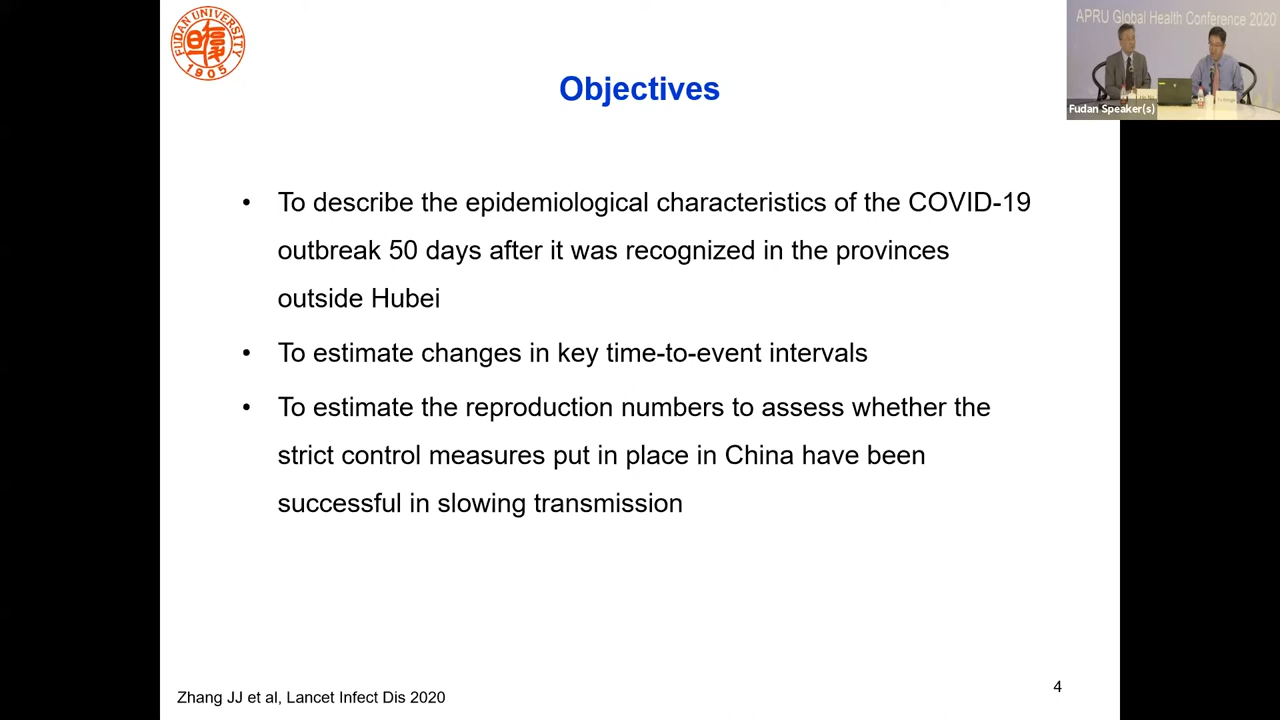 FUDAN UNIVERSITY
1905
APRU Global Health Conference 2020
Fudan Speaker(s)
Objectives
• To describe the epidemiological characteristics of the COVID-19
outbreak 50 days after it was recognized in the provinces
outside Hubei
• To estimate changes in key time-to-event intervals
• To estimate the reproduction numbers to assess whether the
strict control measures put in place in China have been
successful in slowing transmission
Zhang JJ et al, Lancet Infect Dis 2020
4